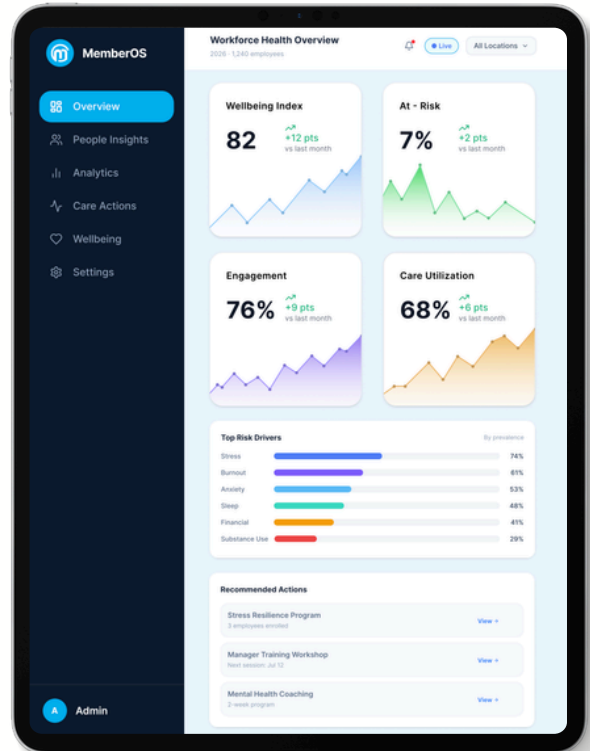 MemberOS
Overview
People Insights
Analytics
Care Actions
Wellbeing
Settings
A Admin
Workforce Health Overview
2026 · 1,240 employees
Live
All Locations
Wellbeing Index
82
+12 pts
vs last month
At - Risk
7%
+2 pts
vs last month
Engagement
76%
+9 pts
vs last month
Care Utilization
68%
+6 pts
vs last month
Top Risk Drivers By prevalence
Stress 74%
Burnout 61%
Anxiety 53%
Sleep 48%
Financial 41%
Substance Use 29%
Recommended Actions
Stress Resilience Program
3 employees enrolled
View →
Manager Training Workshop
Next session: Jul 12
View →
Mental Health Coaching
2-week program
View →